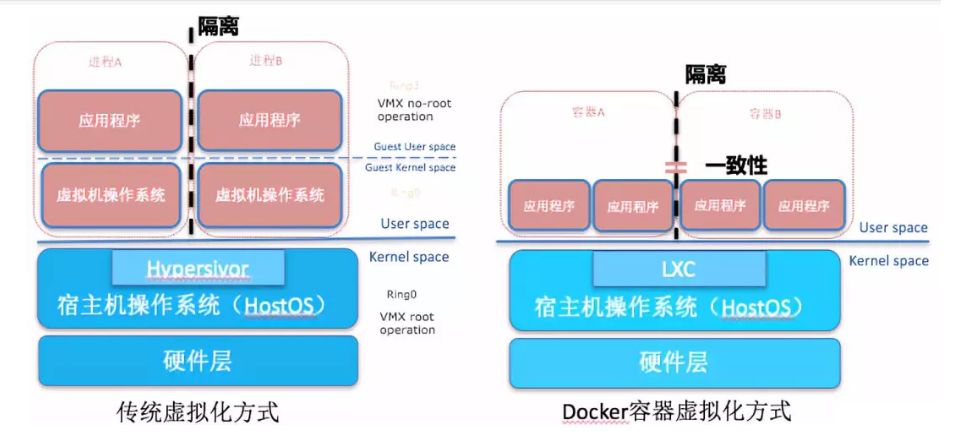 隔离
进程A
进程B
Ring3
VMX no-root
operation
应用程序
应用程序
Guest User space
Guest Kernel space
虚拟机操作系统
虚拟机操作系统
Ring0
User space
Kernel space
Hypersivor
宿主机操作系统（HostOS）
Ring0
VMX root
operation
硬件层
传统虚拟化方式
隔离
容器A
容器B
一致性
应用程序
应用程序
应用程序
应用程序
User space
Kernel space
LXC
宿主机操作系统（HostOS）
硬件层
Docker容器虚拟化方式